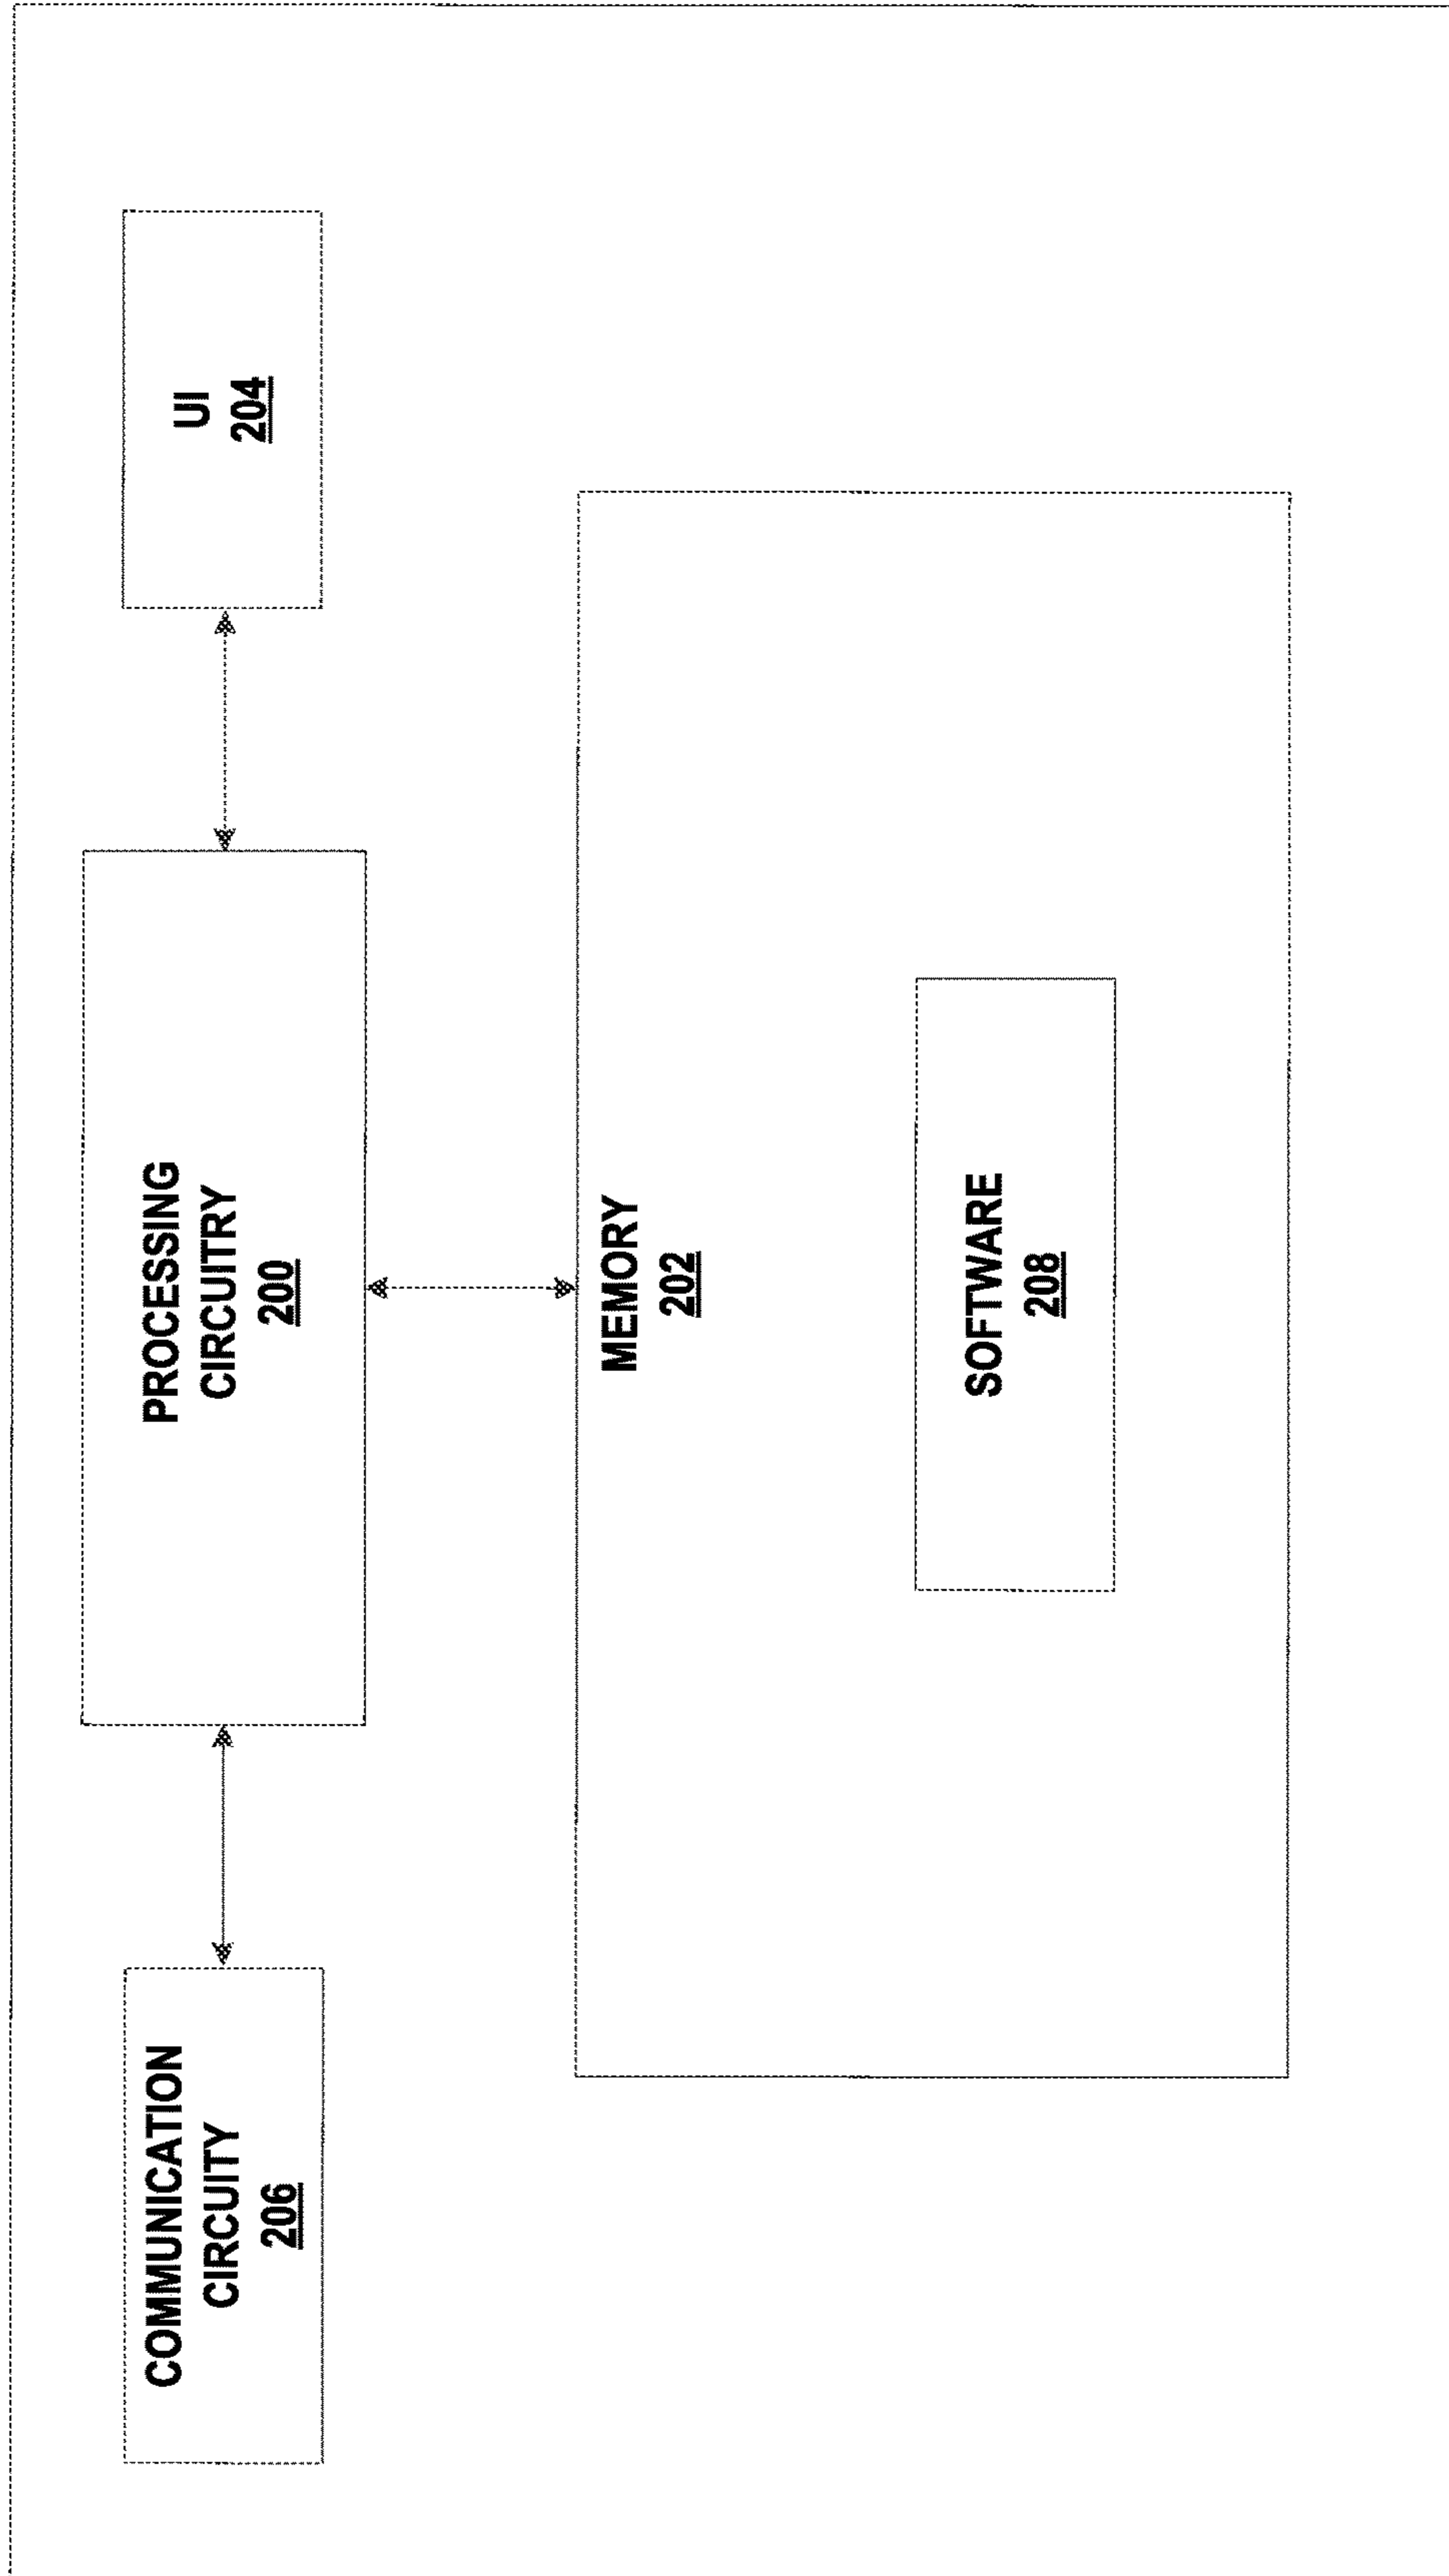 COMMUNICATION
CIRCUITY
206
PROCESSING
CIRCUITRY
200
UI
204
MEMORY
202
SOFTWARE
208